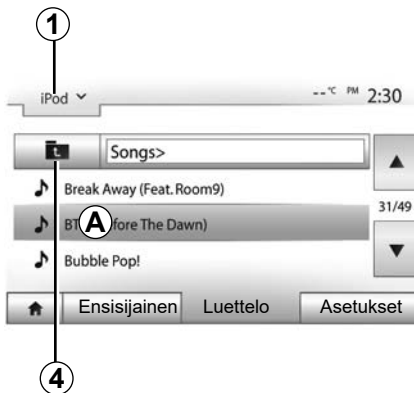 1
iPod --°C PM 2:30
Songs>
Break Away (Feat. Room9)
31/49
A
BT fore The Dawn)
Bubble Pop!
Ensisijainen Luettelo Asetukset
4